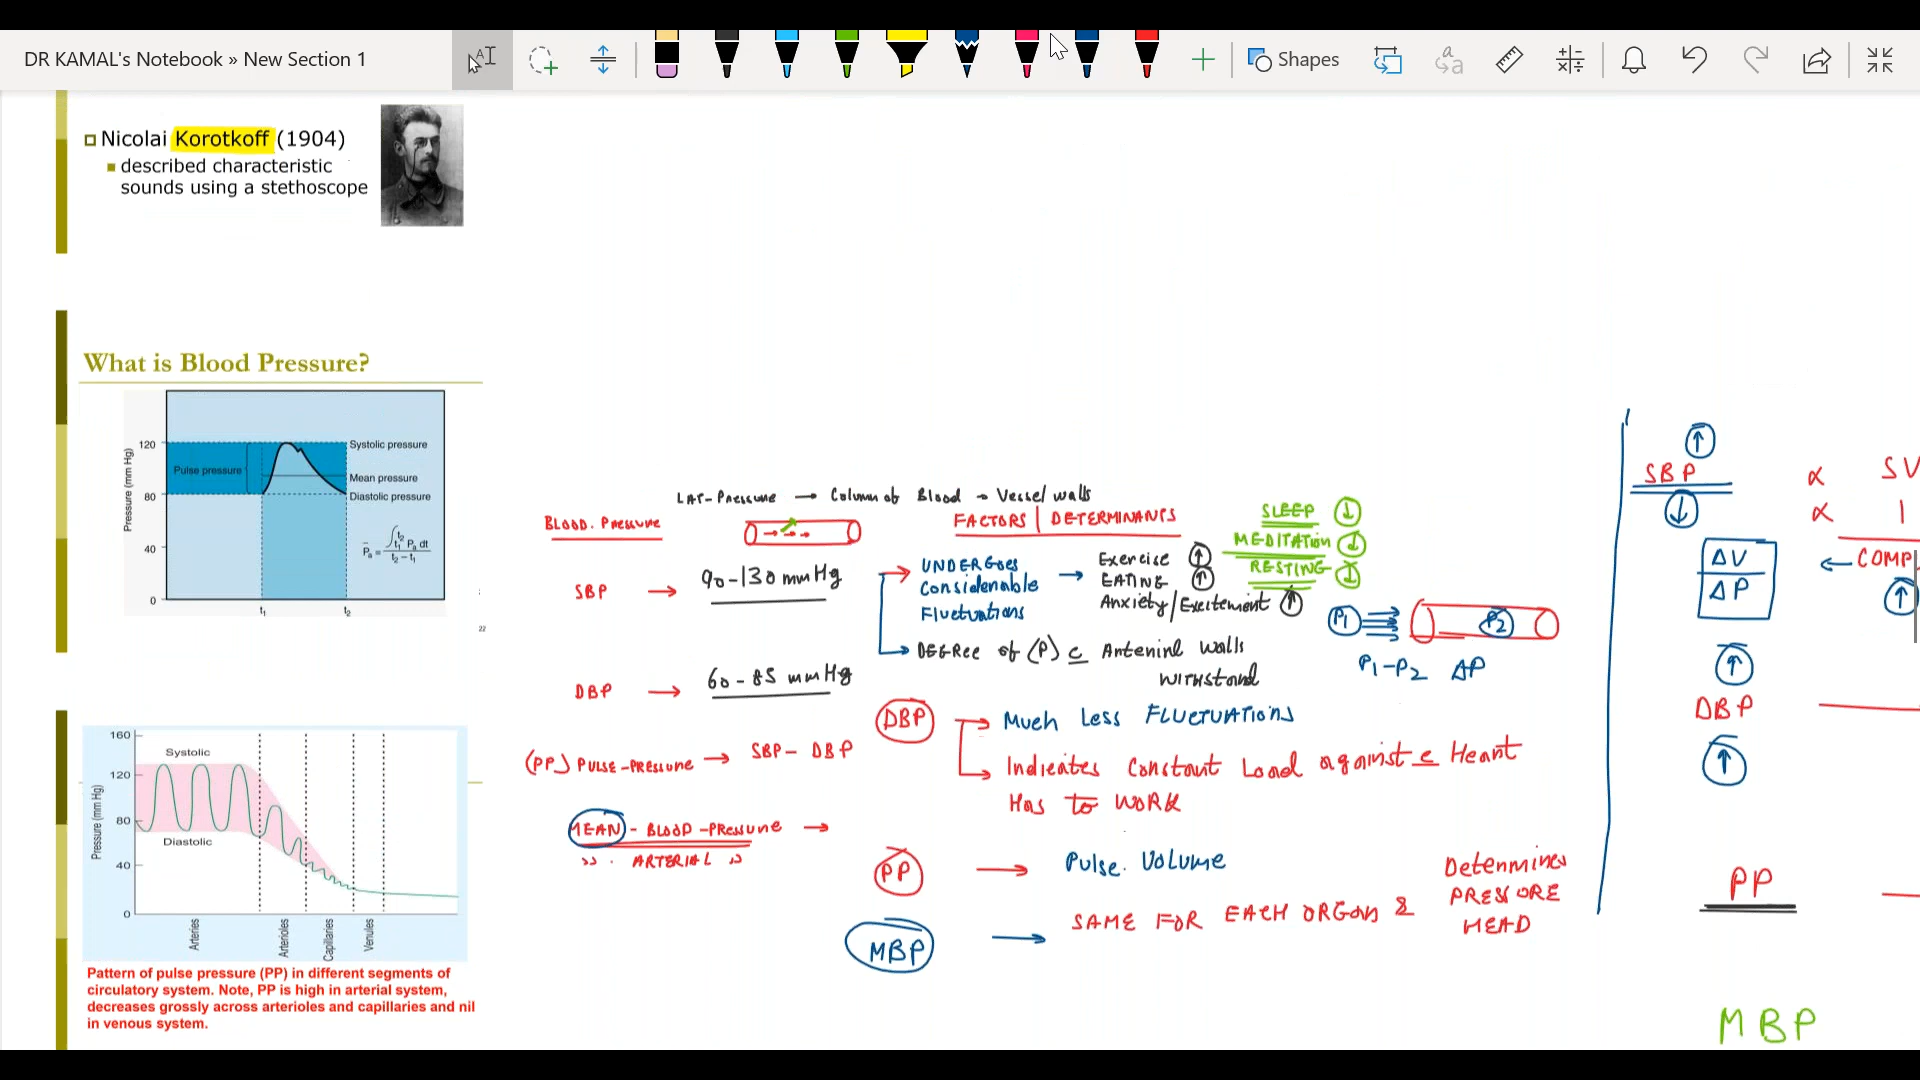 DR KAMAL's Notebook » New Section 1
Shapes
Nicolai Korotkoff (1904)
described characteristic
sounds using a stethoscope
What is Blood Pressure?
Pressure (mm Hg)
120
80
40
0
Pulse pressure
Systolic pressure
Mean pressure
Diastolic pressure
t1
t2
22
Pressure (mm Hg)
160
120
80
40
0
Systolic
Diastolic
Arteries
Arterioles
Capillaries
Venules
Pattern of pulse pressure (PP) in different segments of
circulatory system. Note, PP is high in arterial system,
decreases grossly across arterioles and capillaries and nil
in venous system.
LAT-PRESSURE → Column of Blood → Vessel walls
BLOOD. PRESSURE
SBP → 90-130 mmHg
DBP → 60-85 mmHg
(PP) PULSE-PRESSURE → SBP- DBP
MEAN - BLOOD -PRESSURE →
ARTERIAL
FACTORS | DETERMINANTS
UNDERGoes
Considerable
Fluctuations
→ Exercise ↑
EATING ↑
Anxiety/Excitement ↑
SLEEP ↓
MEDITATION ↓
RESTING ↓
DEGree of (P) c Arterial walls
WITHstand
P1
P2
P1-P2 ΔP
DBP → Much Less FLUCTUATIONS
Indicates Constant Load against c Heart
Has to WORK
PP → Pulse. VOLUME
MBP → SAME FOR EACH ORGAN &
Determines
PRESSURE
HEAD
↑
SBP ∝ SV
↓ ∝ 1
COMP
ΔV
ΔP
↑
↑
DBP
↑
PP
MBP